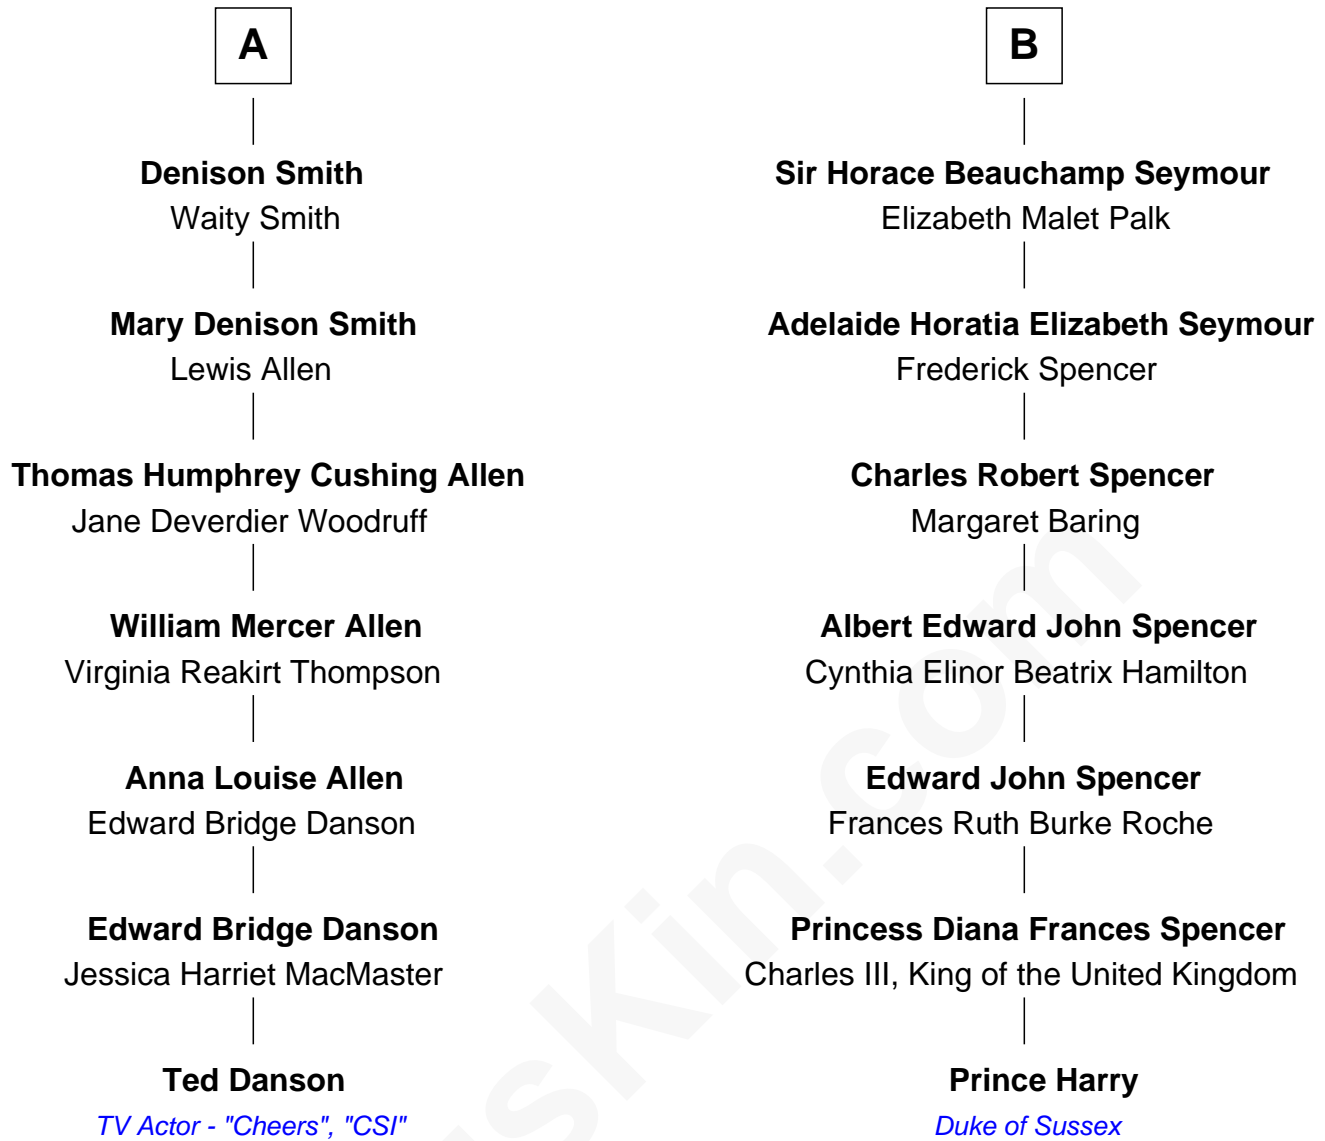 A
Denison Smith
Waity Smith
Mary Denison Smith
Lewis Allen
Thomas Humphrey Cushing Allen
Jane Deverdier Woodruff
William Mercer Allen
Virginia Reakirt Thompson
Anna Louise Allen
Edward Bridge Danson
Edward Bridge Danson
Jessica Harriet MacMaster
Ted Danson
TV Actor - "Cheers", "CSI"
B
Sir Horace Beauchamp Seymour
Elizabeth Malet Palk
Adelaide Horatia Elizabeth Seymour
Frederick Spencer
Charles Robert Spencer
Margaret Baring
Albert Edward John Spencer
Cynthia Elinor Beatrix Hamilton
Edward John Spencer
Frances Ruth Burke Roche
Princess Diana Frances Spencer
Charles III, King of the United Kingdom
Prince Harry
Duke of Sussex